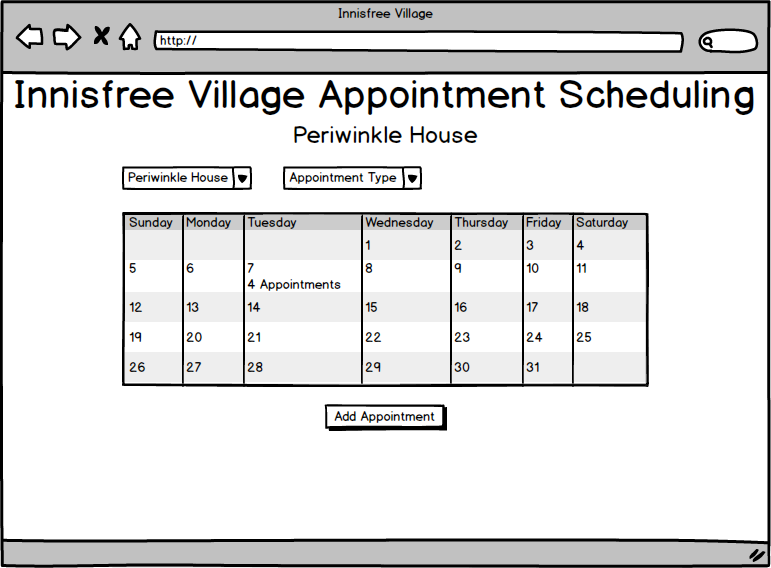 Innisfree Village
http://
Innisfree Village Appointment Scheduling
Periwinkle House
Periwinkle House Appointment Type
Sunday Monday Tuesday Wednesday Thursday Friday Saturday
1 2 3 4
5 6 7 8 9 10 11
4 Appointments
12 13 14 15 16 17 18
19 20 21 22 23 24 25
26 27 28 29 30 31
Add Appointment